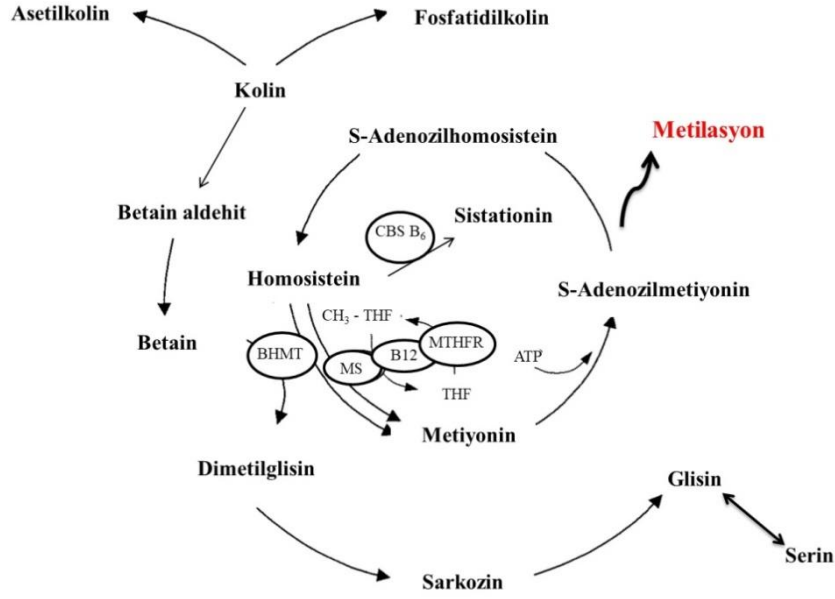 Asetilkolin
Fosfatidilkolin
Kolin
S-Adenozilhomosistein
Metilasyon
Betain aldehit
Sistationin
CBS B₆
Homosistein
S-Adenozilmetiyonin
CH₃ - THF
Betain
BHMT
MS
B12
MTHFR
ATP
THF
Metiyonin
Dimetilglisin
Glisin
Serin
Sarkozin